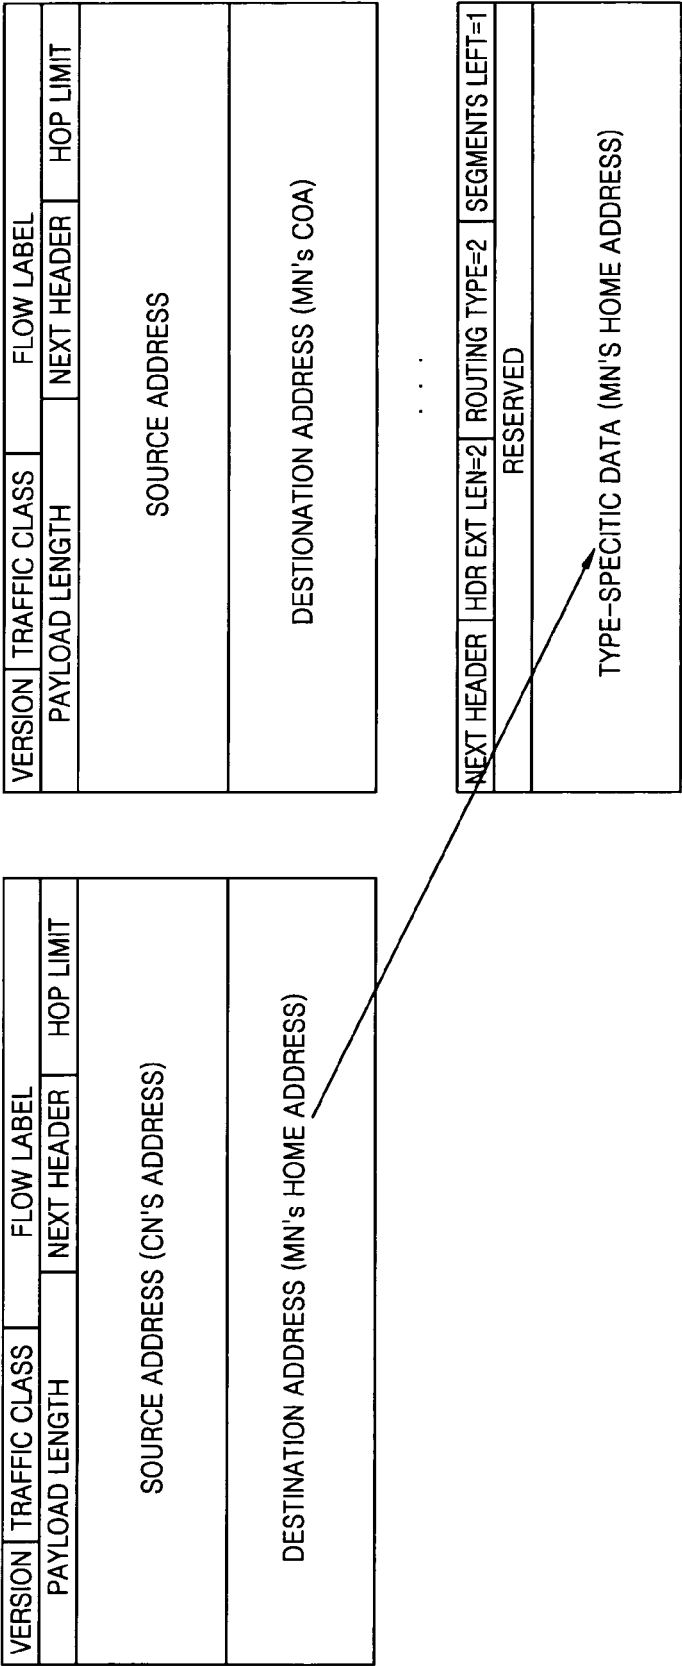 VERSION TRAFFIC CLASS FLOW LABEL
PAYLOAD LENGTH NEXT HEADER HOP LIMIT
SOURCE ADDRESS (CN'S ADDRESS)
DESTINATION ADDRESS (MN's HOME ADDRESS)
VERSION TRAFFIC CLASS FLOW LABEL
PAYLOAD LENGTH NEXT HEADER HOP LIMIT
SOURCE ADDRESS
DESTIONATION ADDRESS (MN's COA)
. . .
NEXT HEADER HDR EXT LEN=2 ROUTING TYPE=2 SEGMENTS LEFT=1
RESERVED
TYPE-SPECITIC DATA (MN'S HOME ADDRESS)